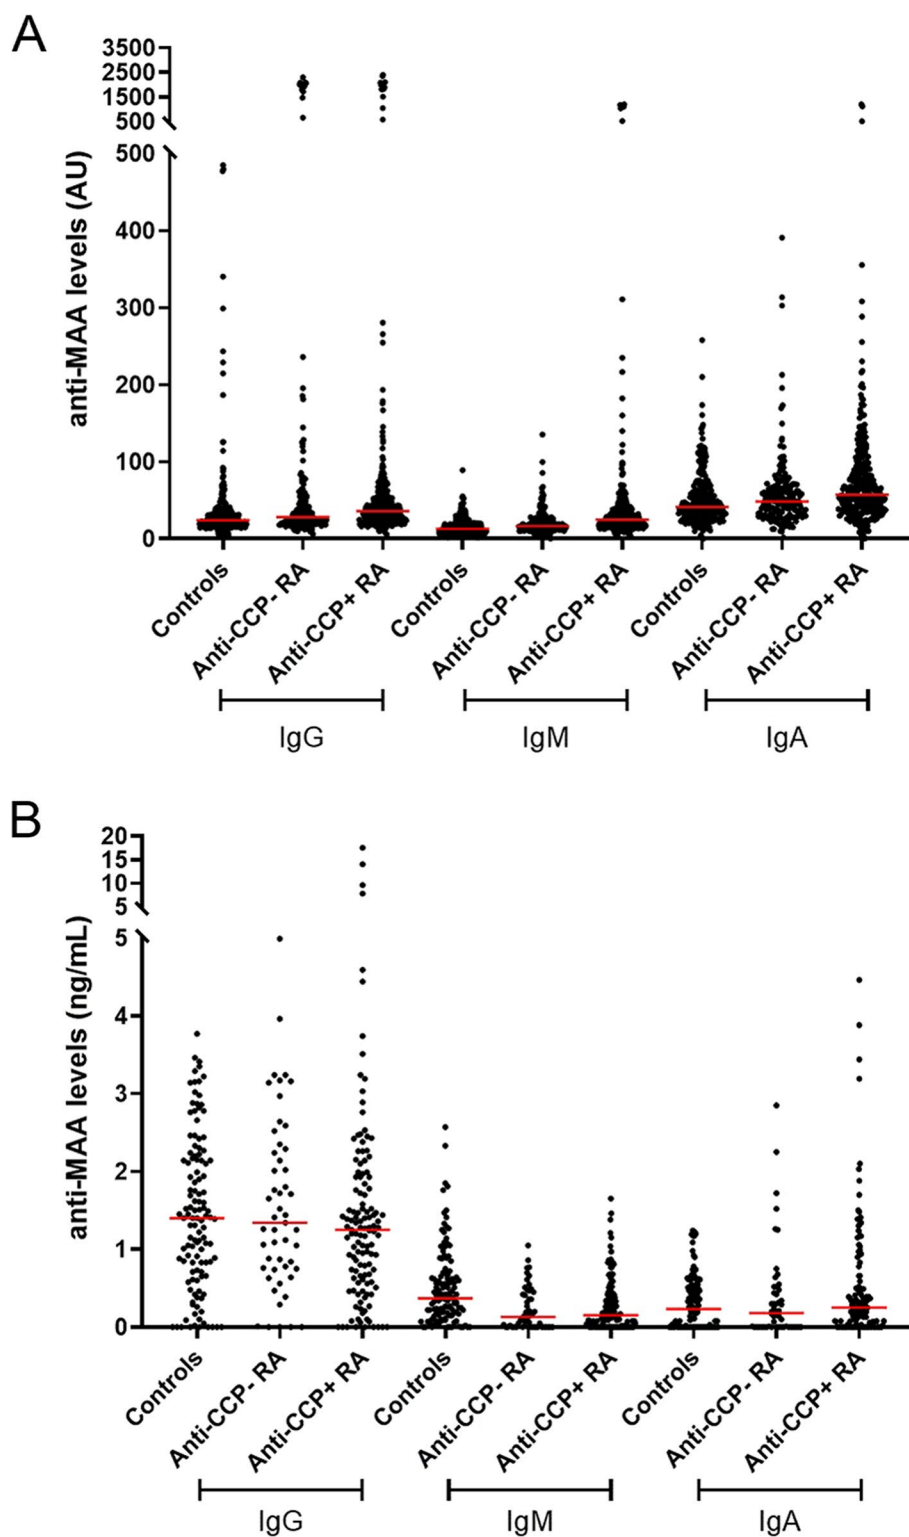 A
3500
2500
1500
500
500
400
300
200
100
0
anti-MAA levels (AU)
Controls
Anti-CCP- RA
Anti-CCP+ RA
Controls
Anti-CCP- RA
Anti-CCP+ RA
Controls
Anti-CCP- RA
Anti-CCP+ RA
IgG
IgM
IgA
B
20
15
10
5
5
4
3
2
1
0
anti-MAA levels (ng/mL)
Controls
Anti-CCP- RA
Anti-CCP+ RA
Controls
Anti-CCP- RA
Anti-CCP+ RA
Controls
Anti-CCP- RA
Anti-CCP+ RA
IgG
IgM
IgA